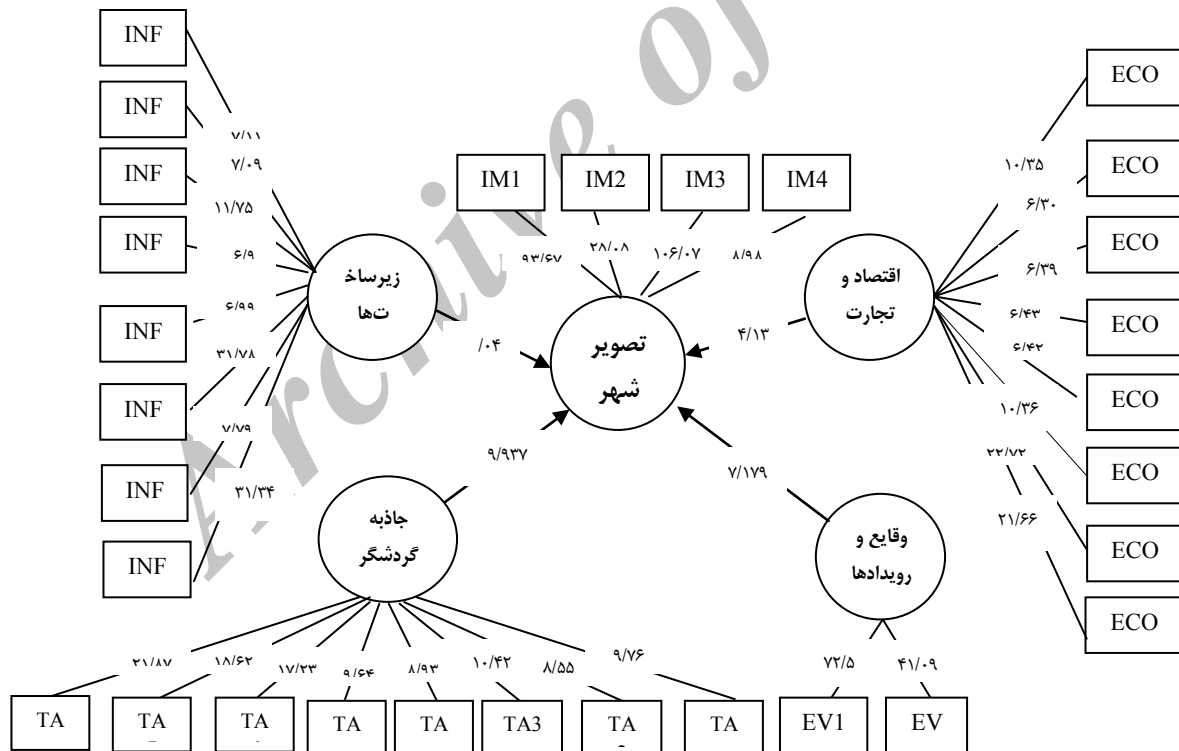 Archive of
INF
INF
INF
INF
INF
INF
INF
INF
۷/۱۱
۷/۰۹
۱۱/۷۵
۶/۹
۶/۹۹
۳۱/۷۸
۷/۷۹
۳۱/۳۴
زیرساخ
ت‌ها
/۰۴
IM1
IM2
IM3
IM4
۹۳/۶۷
۲۸/۰۸
۱۰۶/۰۷
۸/۹۸
تصویر
شهر
اقتصاد و
تجارت
۴/۱۳
ECO
ECO
ECO
ECO
ECO
ECO
ECO
ECO
۱۰/۳۵
۶/۳۰
۶/۳۹
۶/۴۳
۶/۴۲
۱۰/۳۶
۲۲/۷۲
۲۱/۶۶
۹/۹۳۷
۷/۱۷۹
جاذبه
گردشگر
وقایع و
رویدادها
۲۱/۸۷
۱۸/۶۲
۱۷/۲۳
۹/۶۴
۸/۹۳
۱۰/۴۲
۸/۵۵
۹/۷۶
۷۲/۵
۴۱/۰۹
TA
TA
TA
TA
TA
TA3
TA
TA
EV1
EV